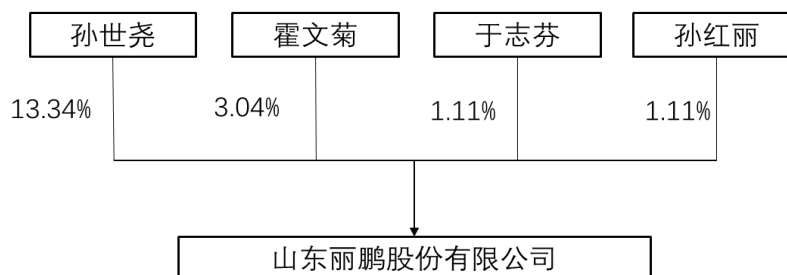 孙世尧 霍文菊 于志芬 孙红丽
13.34% 3.04% 1.11% 1.11%
山东丽鹏股份有限公司